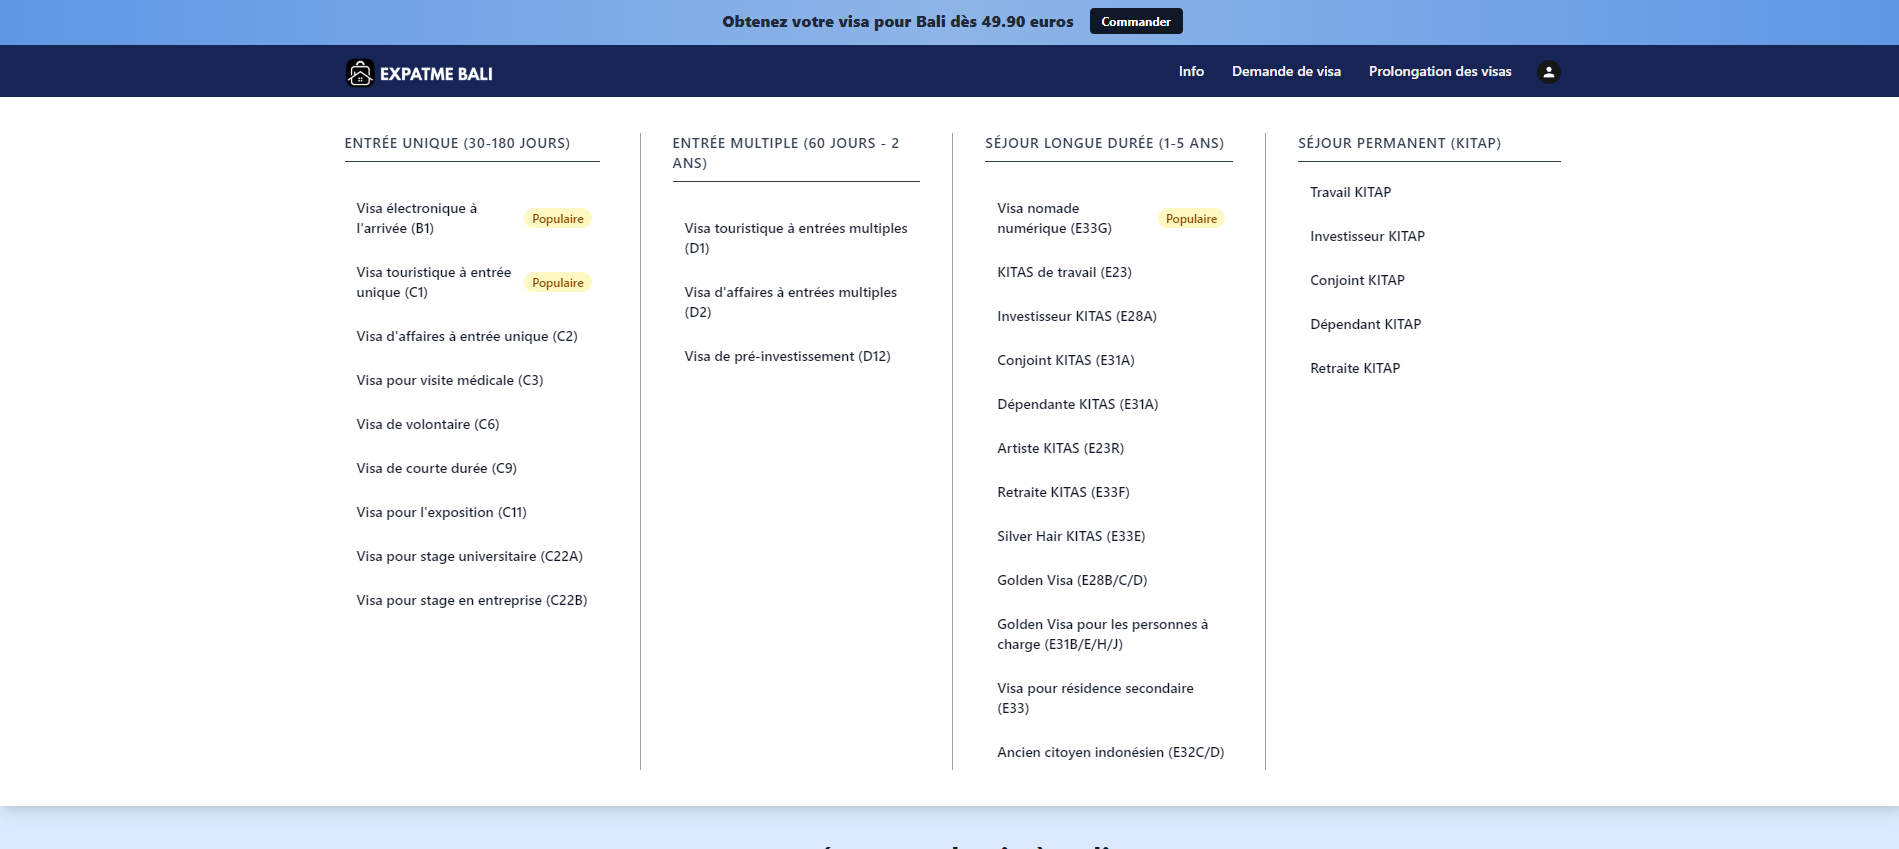 Obtenez votre visa pour Bali dès 49.90 euros
Commander
EXPATME BALI
Info
Demande de visa
Prolongation des visas
ENTRÉE UNIQUE (30-180 JOURS)
Visa électronique à
l'arrivée (B1)
Populaire
Visa touristique à entrée
unique (C1)
Populaire
Visa d'affaires à entrée unique (C2)
Visa pour visite médicale (C3)
Visa de volontaire (C6)
Visa de courte durée (C9)
Visa pour l'exposition (C11)
Visa pour stage universitaire (C22A)
Visa pour stage en entreprise (C22B)
ENTRÉE MULTIPLE (60 JOURS - 2
ANS)
Visa touristique à entrées multiples
(D1)
Visa d'affaires à entrées multiples
(D2)
Visa de pré-investissement (D12)
SÉJOUR LONGUE DURÉE (1-5 ANS)
Visa nomade
numérique (E33G)
Populaire
KITAS de travail (E23)
Investisseur KITAS (E28A)
Conjoint KITAS (E31A)
Dépendante KITAS (E31A)
Artiste KITAS (E23R)
Retraite KITAS (E33F)
Silver Hair KITAS (E33E)
Golden Visa (E28B/C/D)
Golden Visa pour les personnes à
charge (E31B/E/H/J)
Visa pour résidence secondaire
(E33)
Ancien citoyen indonésien (E32C/D)
SÉJOUR PERMANENT (KITAP)
Travail KITAP
Investisseur KITAP
Conjoint KITAP
Dépendant KITAP
Retraite KITAP